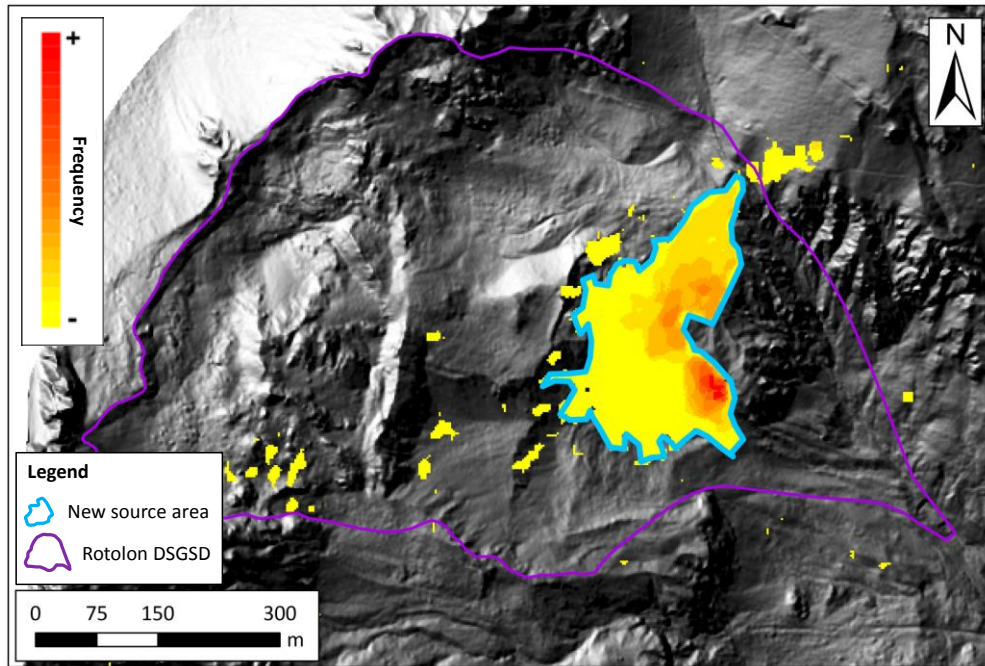 +
Frequency
-
N
Legend
New source area
Rotolon DSGSD
0 75 150 300
m